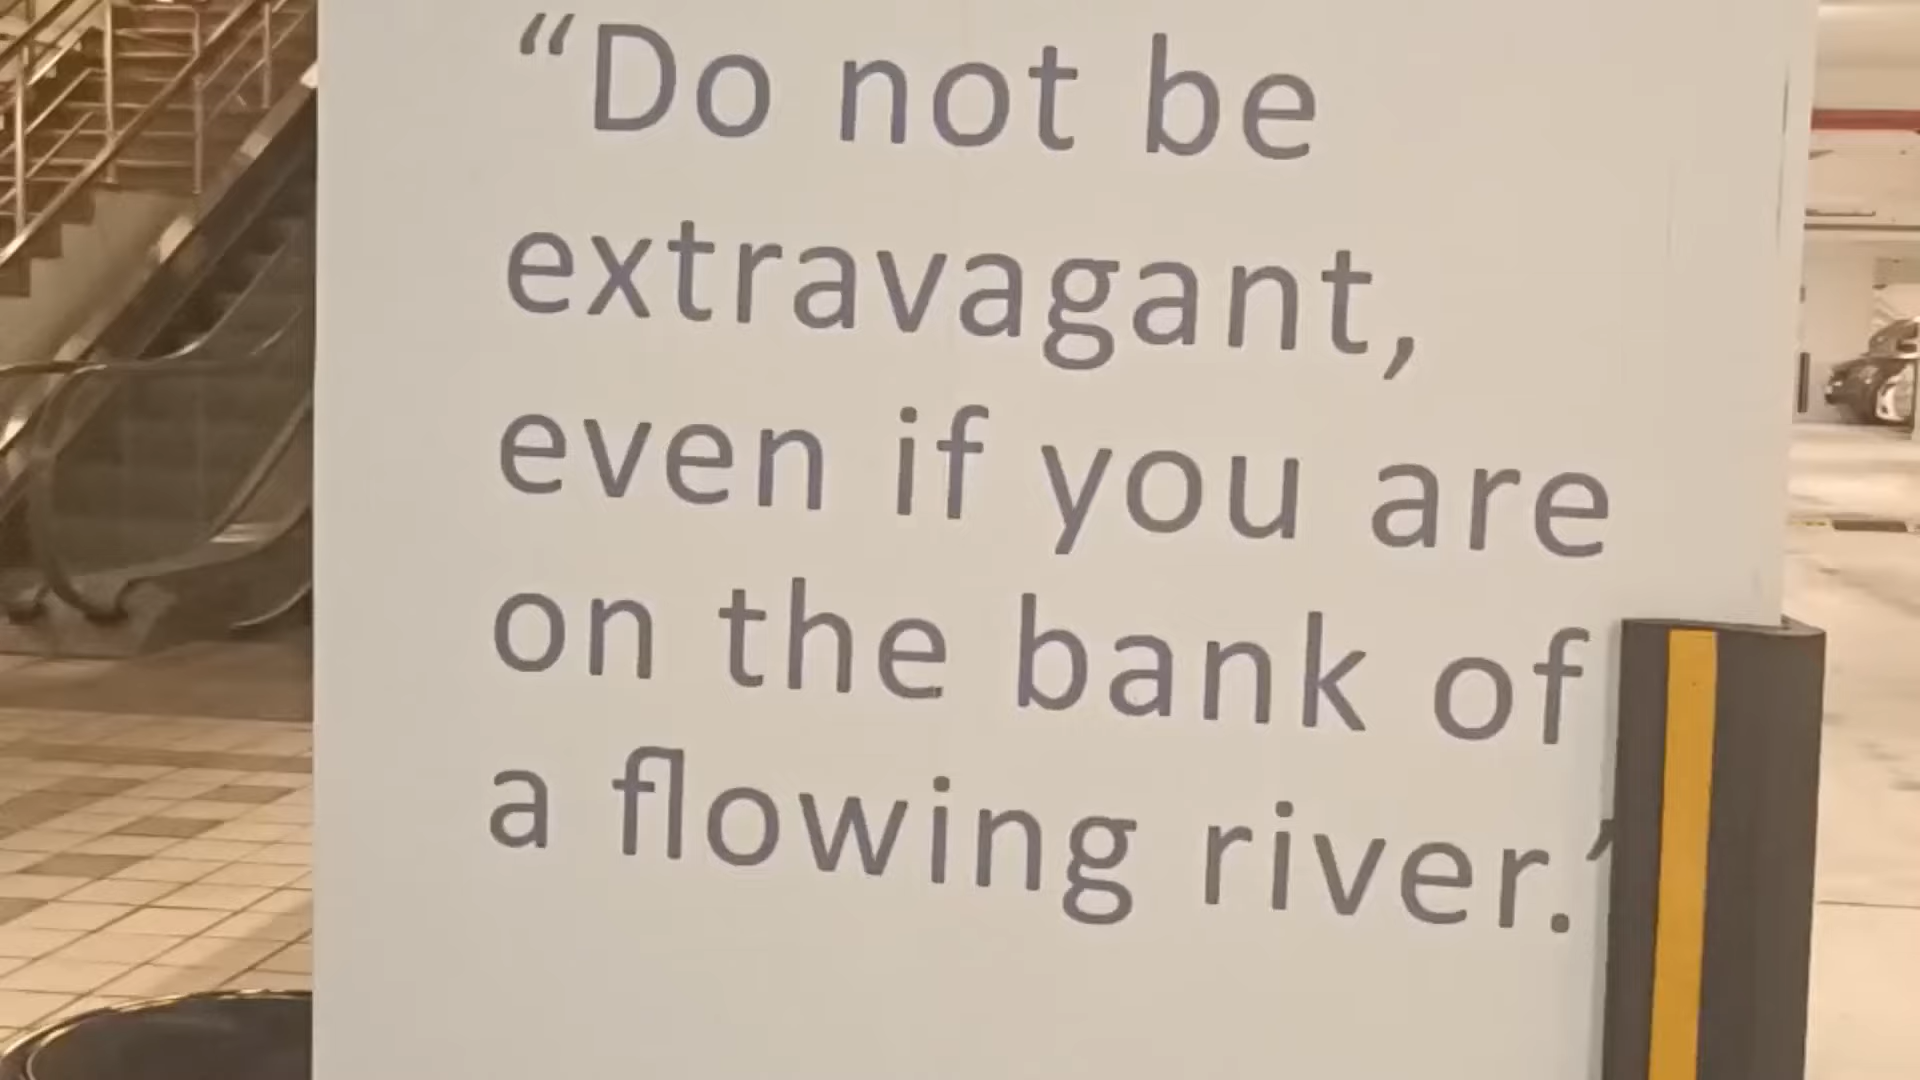 “Do not be
extravagant,
even if you are
on the bank of
a flowing river.’